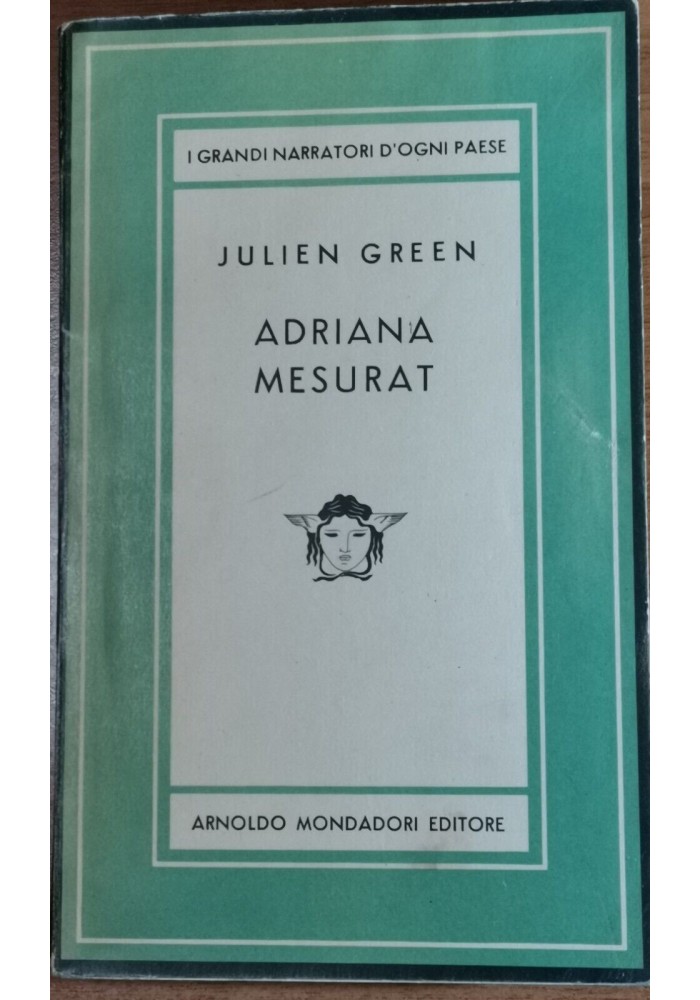 I GRANDI NARRATORI D'OGNI PAESE
JULIEN GREEN
ADRIANA
MESURAT
ARNOLDO MONDADORI EDITORE